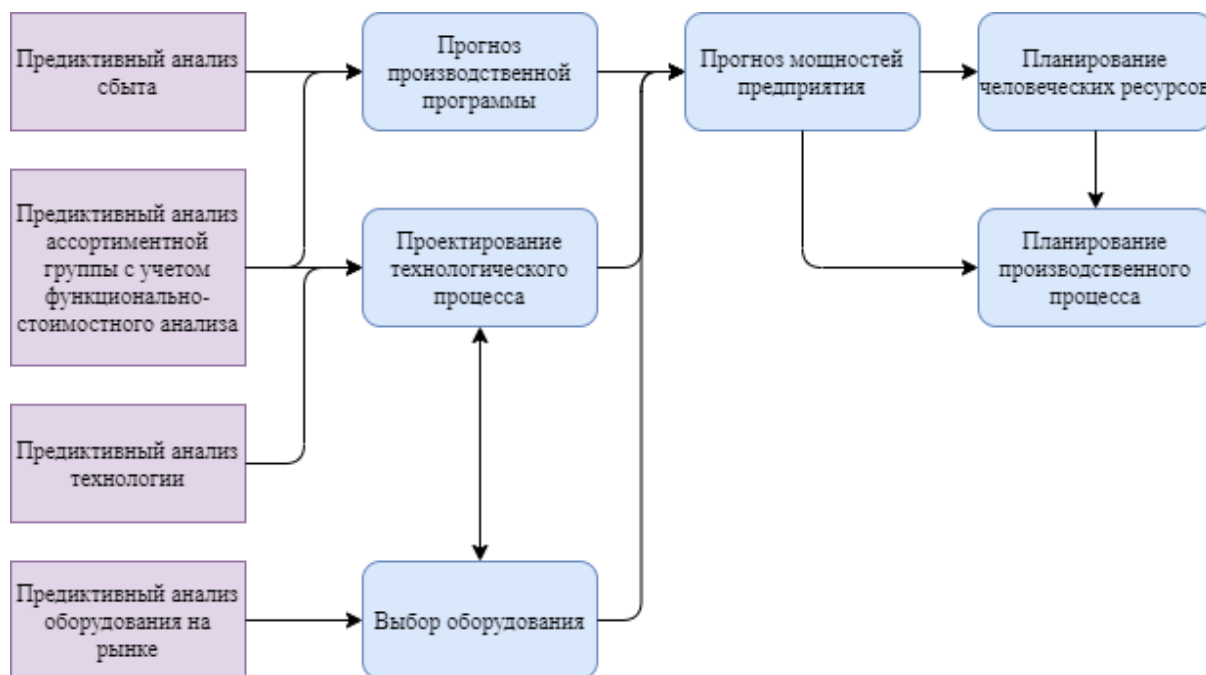 Предиктивный анализ
сбыта
Прогноз
производственной
программы
Прогноз мощностей
предприятия
Планирование
человеческих ресурсов
Предиктивный анализ
ассортиментной
группы с учетом
функционально-
стоимостного анализа
Проектирование
технологического
процесса
Планирование
производственного
процесса
Предиктивный анализ
технологии
Предиктивный анализ
оборудования на
рынке
Выбор оборудования